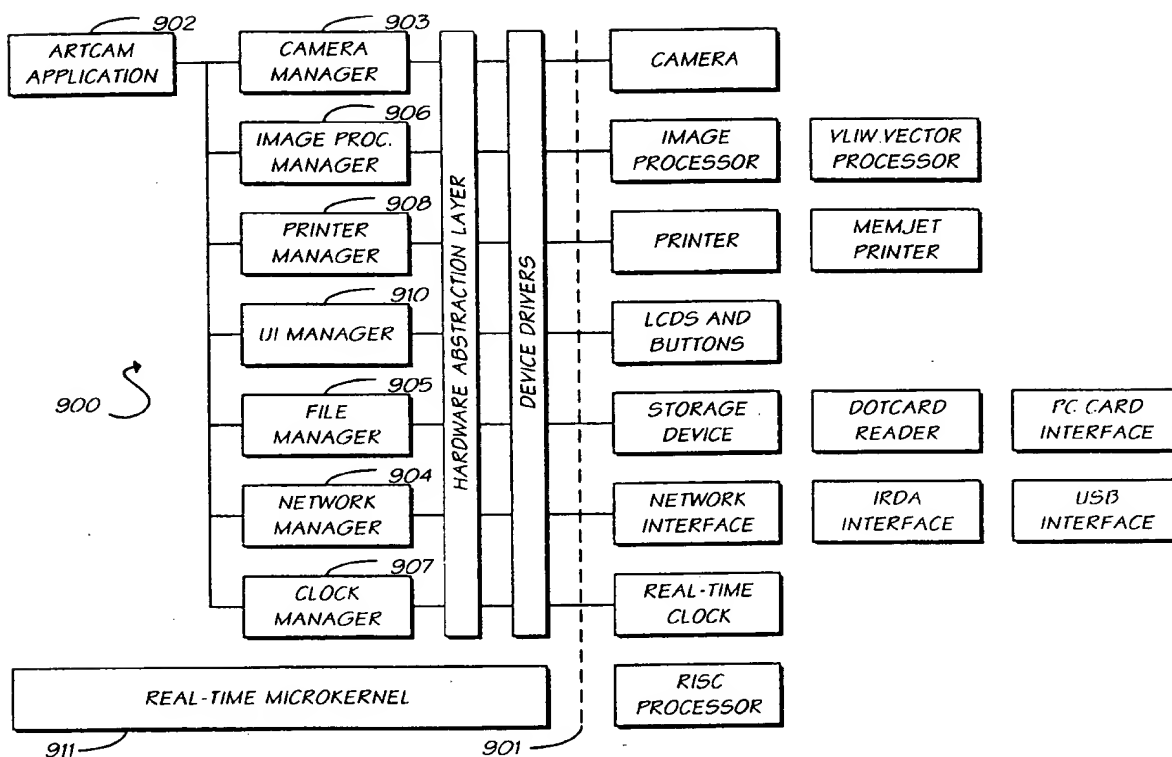 902
ARTCAM
APPLICATION
903
CAMERA
MANAGER
CAMERA
906
IMAGE PROC.
MANAGER
IMAGE
PROCESSOR
VLIW VECTOR
PROCESSOR
908
PRINTER
MANAGER
PRINTER
MEMJET
PRINTER
910
UI MANAGER
LCDS AND
BUTTONS
HARDWARE ABSTRACTION LAYER
DEVICE DRIVERS
900
905
FILE
MANAGER
STORAGE
DEVICE
DOTCARD
READER
PC CARD
INTERFACE
904
NETWORK
MANAGER
NETWORK
INTERFACE
IRDA
INTERFACE
USB
INTERFACE
907
CLOCK
MANAGER
REAL-TIME
CLOCK
REAL-TIME MICROKERNEL
RISC
PROCESSOR
911
901